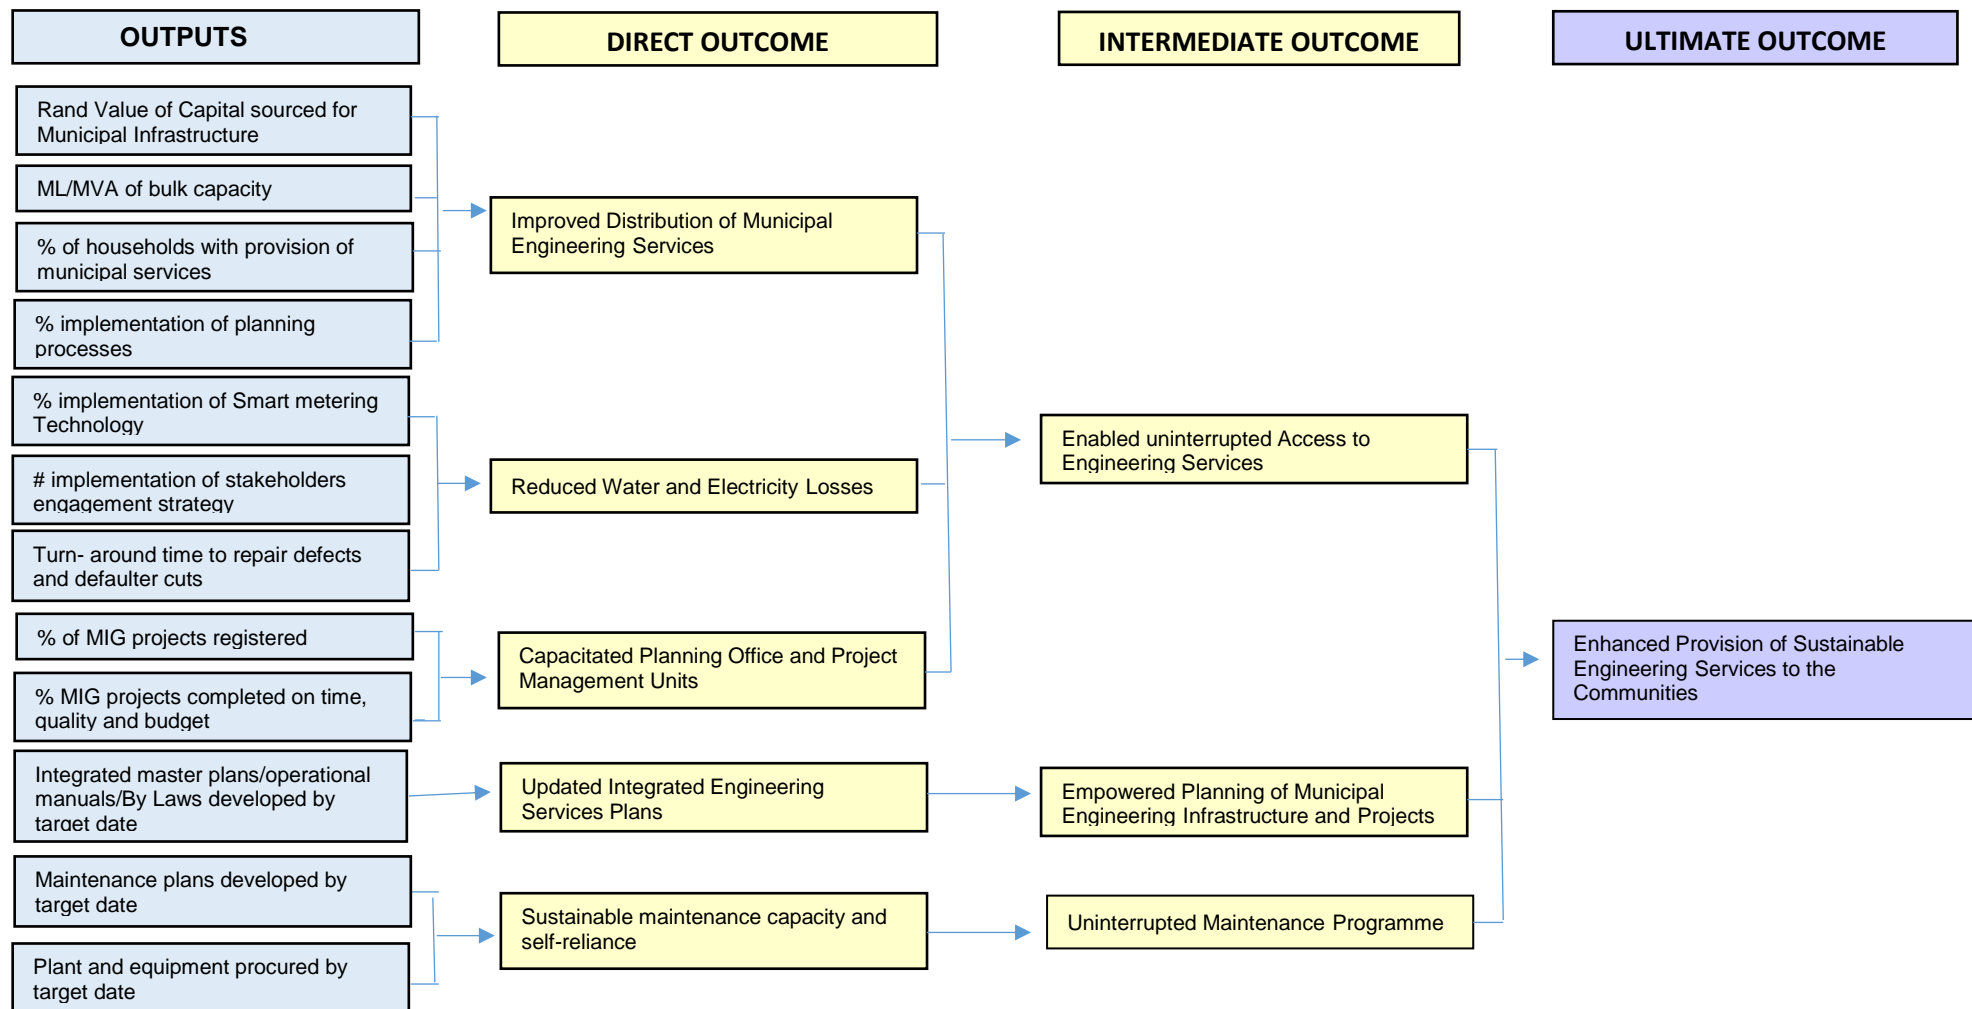 OUTPUTS
DIRECT OUTCOME
INTERMEDIATE OUTCOME
ULTIMATE OUTCOME
Rand Value of Capital sourced for
Municipal Infrastructure
ML/MVA of bulk capacity
% of households with provision of
municipal services
% implementation of planning
processes
% implementation of Smart metering
Technology
# implementation of stakeholders
engagement strategy
Turn- around time to repair defects
and defaulter cuts
% of MIG projects registered
% MIG projects completed on time,
quality and budget
Integrated master plans/operational
manuals/By Laws developed by
target date
Maintenance plans developed by
target date
Plant and equipment procured by
target date
Improved Distribution of Municipal
Engineering Services
Reduced Water and Electricity Losses
Capacitated Planning Office and Project
Management Units
Updated Integrated Engineering
Services Plans
Sustainable maintenance capacity and
self-reliance
Enabled uninterrupted Access to
Engineering Services
Empowered Planning of Municipal
Engineering Infrastructure and Projects
Uninterrupted Maintenance Programme
Enhanced Provision of Sustainable
Engineering Services to the
Communities